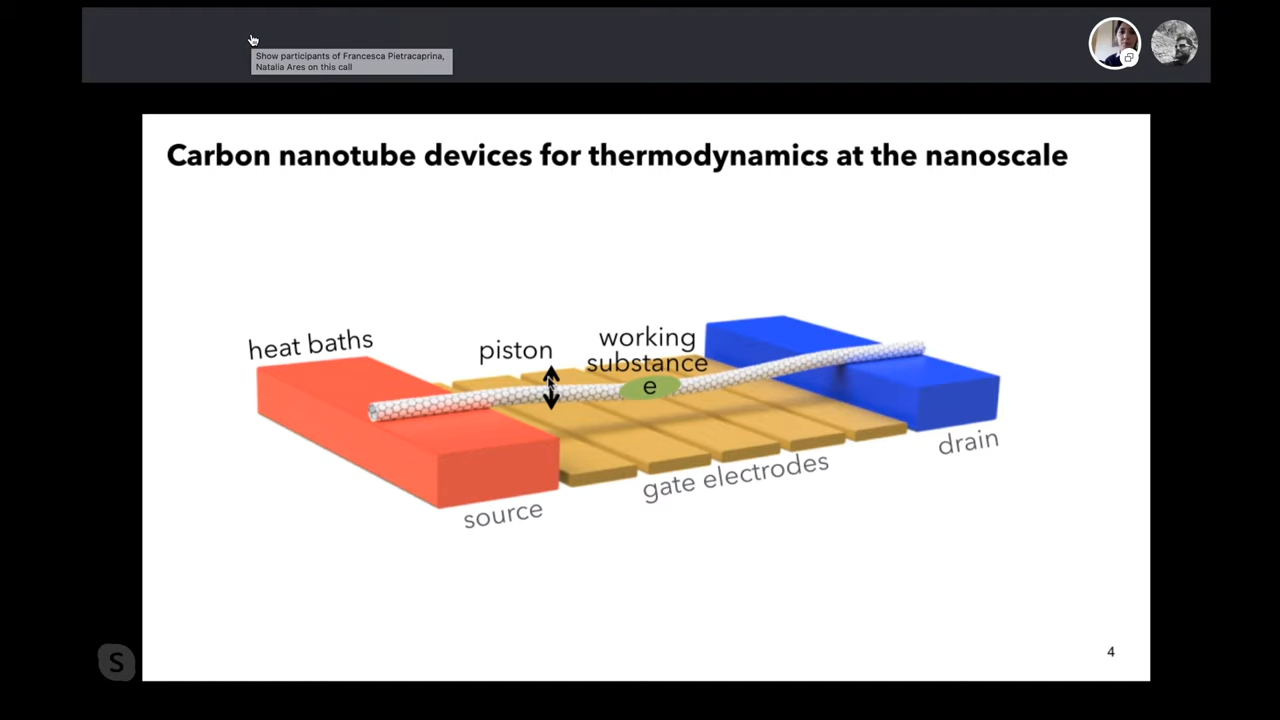 Show participants of Francesca Pietracaprina,
Natalia Ares on this call
Carbon nanotube devices for thermodynamics at the nanoscale
heat baths
piston
working
substance
e
drain
gate electrodes
source
4
S